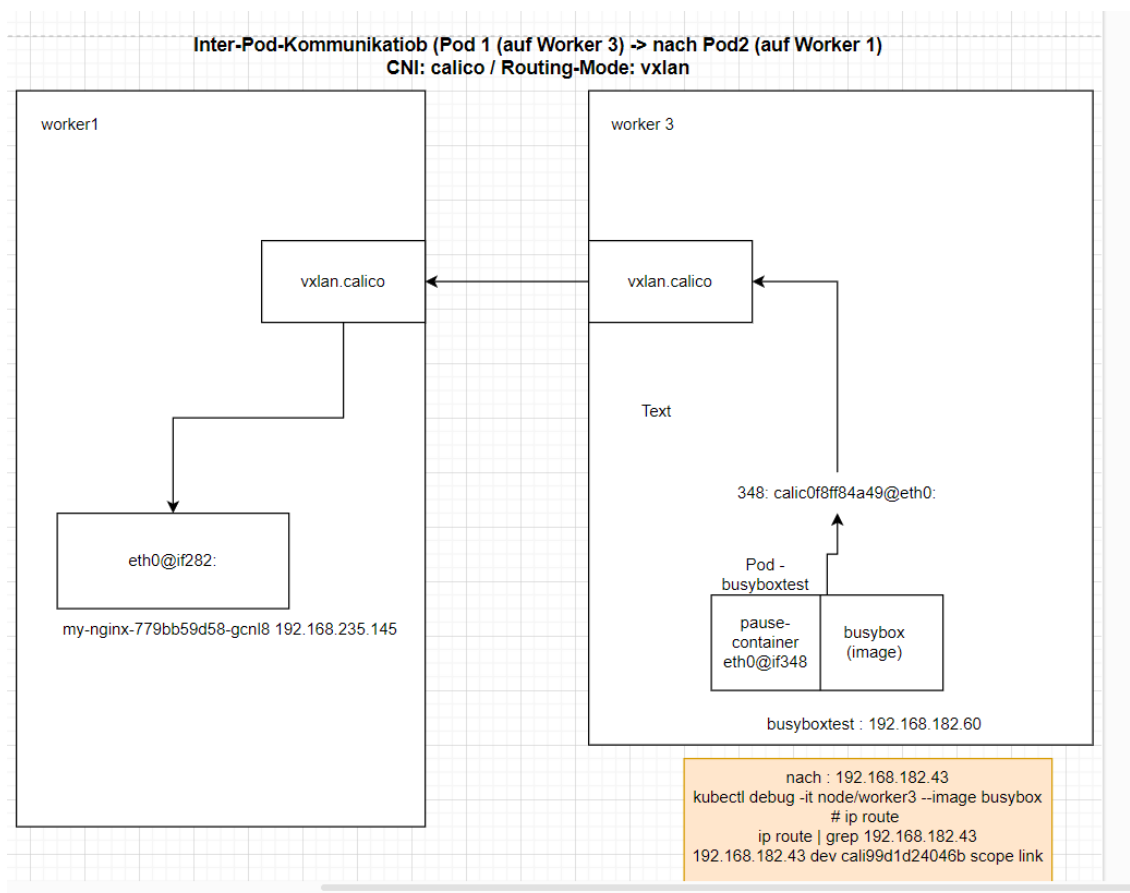 Inter-Pod-Kommunikatiob (Pod 1 (auf Worker 3) -> nach Pod2 (auf Worker 1)
CNI: calico / Routing-Mode: vxlan
worker1
vxlan.calico
eth0@if282:
my-nginx-779bb59d58-gcnl8 192.168.235.145
worker 3
vxlan.calico
Text
348: calic0f8ff84a49@eth0:
Pod -
busyboxtest
pause-
container
eth0@if348
busybox
(image)
busyboxtest : 192.168.182.60
nach : 192.168.182.43
kubectl debug -it node/worker3 --image busybox
# ip route
ip route | grep 192.168.182.43
192.168.182.43 dev cali99d1d24046b scope link